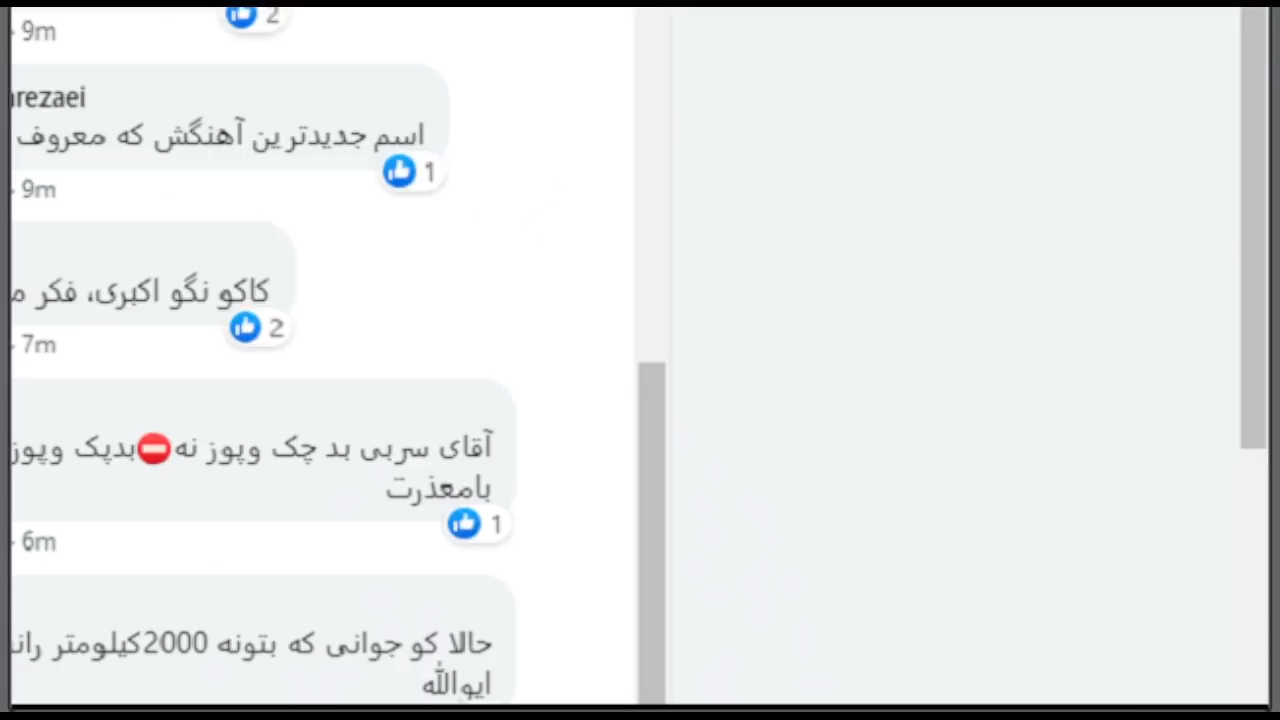 2
9m
rezaei
اسم جدیدترین آهنگش که معروف
1
9m
کاکو نگو اکبری، فکر
2
7m
آقای سربی بد چک وپوز نه⛔بدپک وپوز
بامعذرت
1
6m
حالا کو جوانی که بتونه 2000کیلومتر
ایوالله